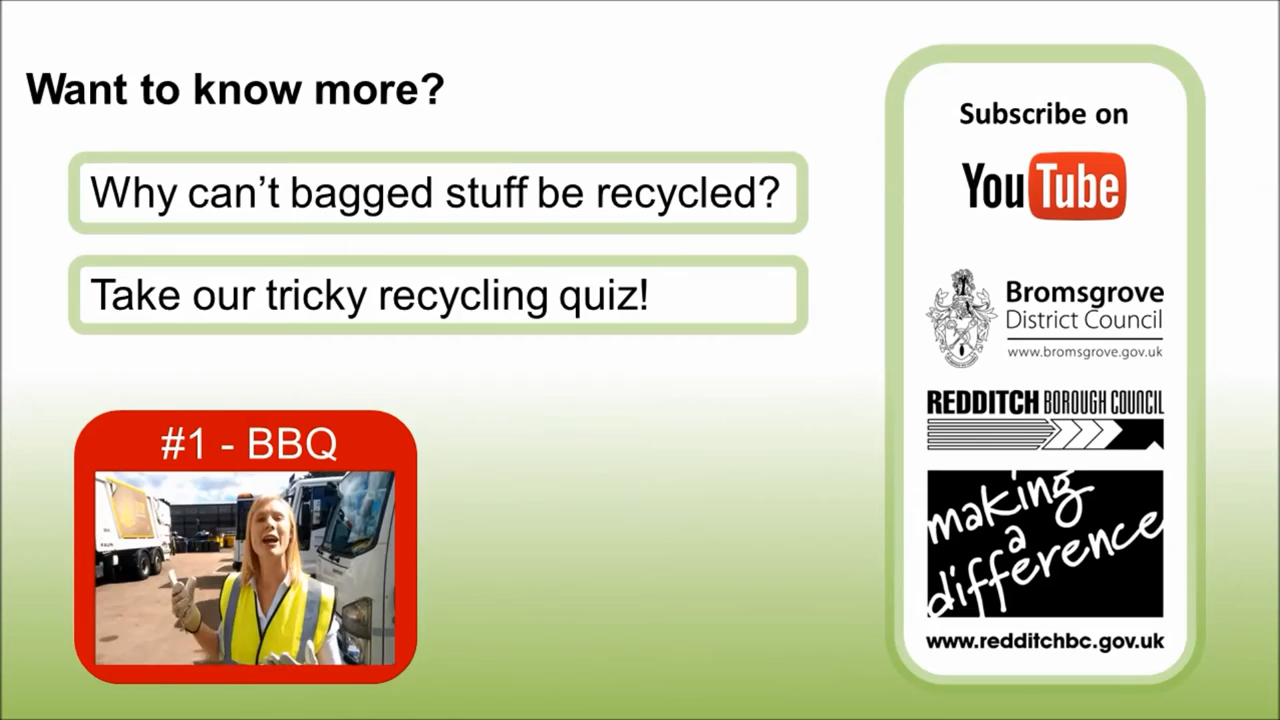 Want to know more?
Why can't bagged stuff be recycled?
Take our tricky recycling quiz!
#1 - BBQ
Subscribe on
YouTube
Bromsgrove
District Council
www.bromsgrove.gov.uk
REDDITCH BOROUGH COUNCIL
making
a
difference
www.redditchbc.gov.uk